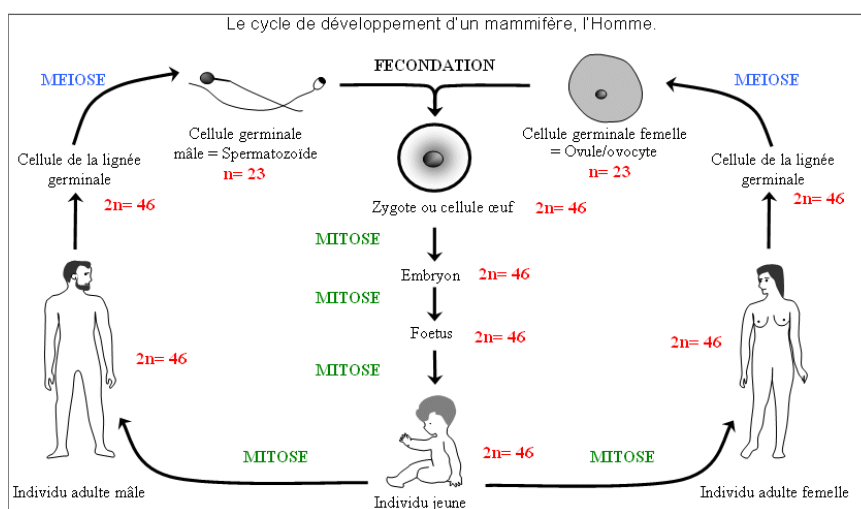 Le cycle de développement d'un mammifère, l'Homme.
MEIOSE
FECONDATION
MEIOSE
Cellule germinale
mâle = Spermatozoïde
n= 23
Cellule germinale femelle
= Ovule/ovocyte
n= 23
Cellule de la lignée
germinale
2n= 46
Cellule de la lignée
germinale
2n= 46
Zygote ou cellule œuf
2n= 46
MITOSE
Embryon
2n= 46
MITOSE
Foetus
2n= 46
MITOSE
2n= 46
2n= 46
2n= 46
MITOSE
MITOSE
Individu adulte mâle
Individu jeune
Individu adulte femelle